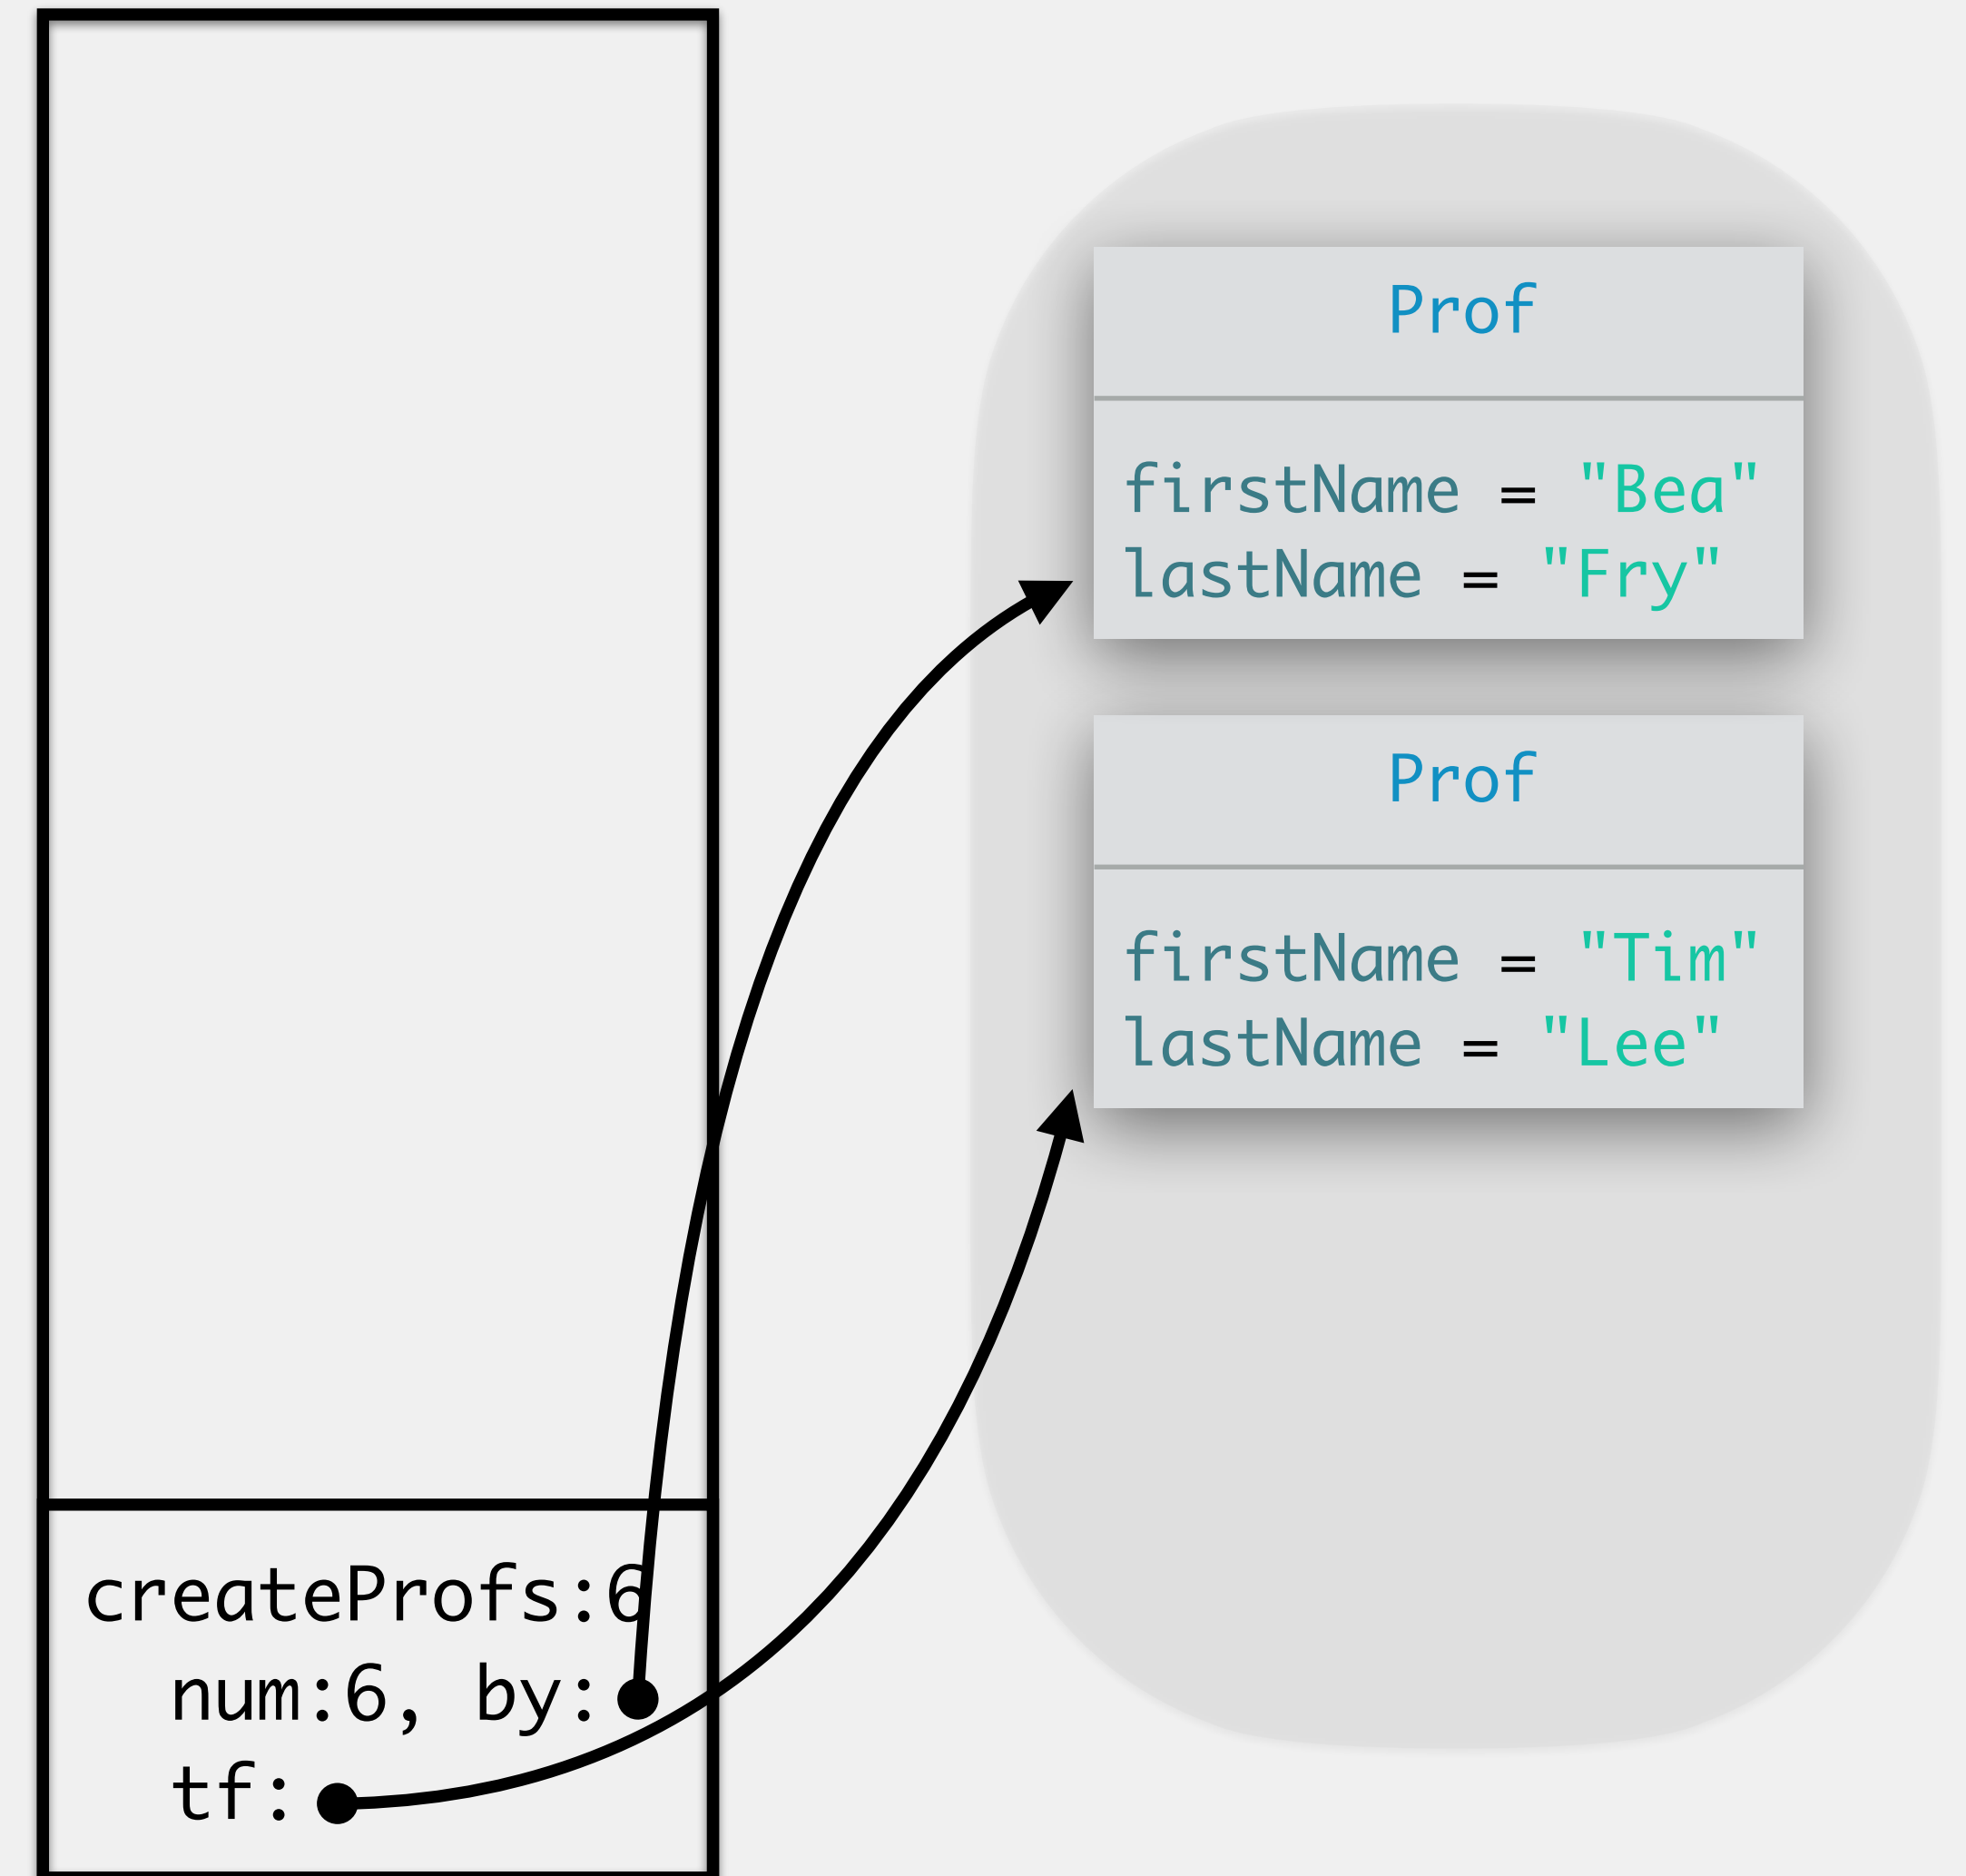 Prof
firstName = "Bea"
lastName = "Fry"
Prof
firstName = "Tim"
lastName = "Lee"
createProfs:6
num:6, by:
tf: